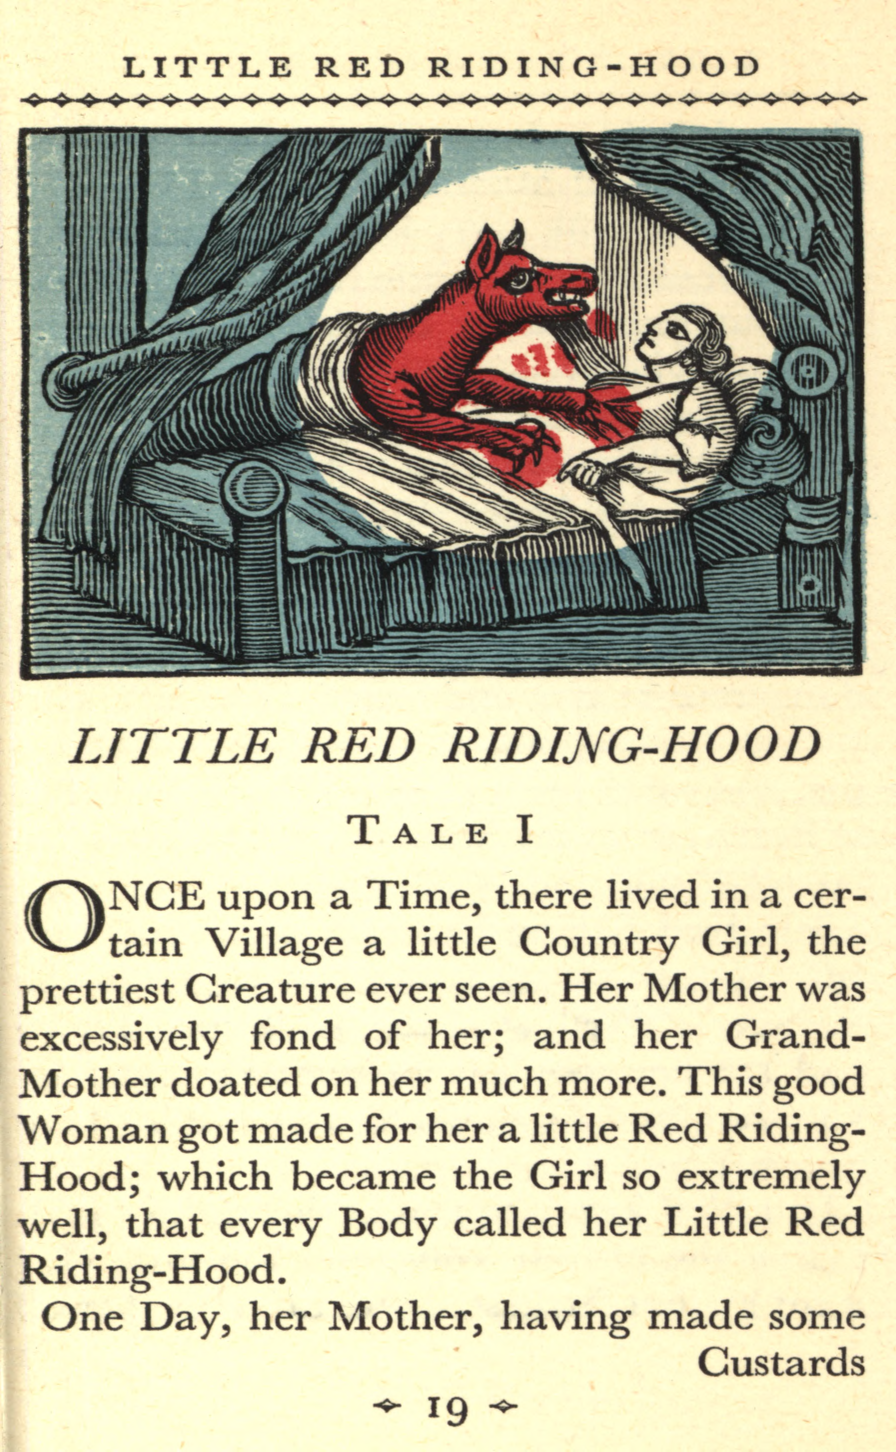 LITTLE RED RIDING-HOOD
LITTLE RED RIDING-HOOD
TALE I
ONCE upon a Time, there lived in a cer-
tain Village a little Country Girl, the
prettiest Creature ever seen. Her Mother was
excessively fond of her; and her Grand-
Mother doated on her much more. This good
Woman got made for her a little Red Riding-
Hood; which became the Girl so extremely
well, that every Body called her Little Red
Riding-Hood.
One Day, her Mother, having made some
Custards
19